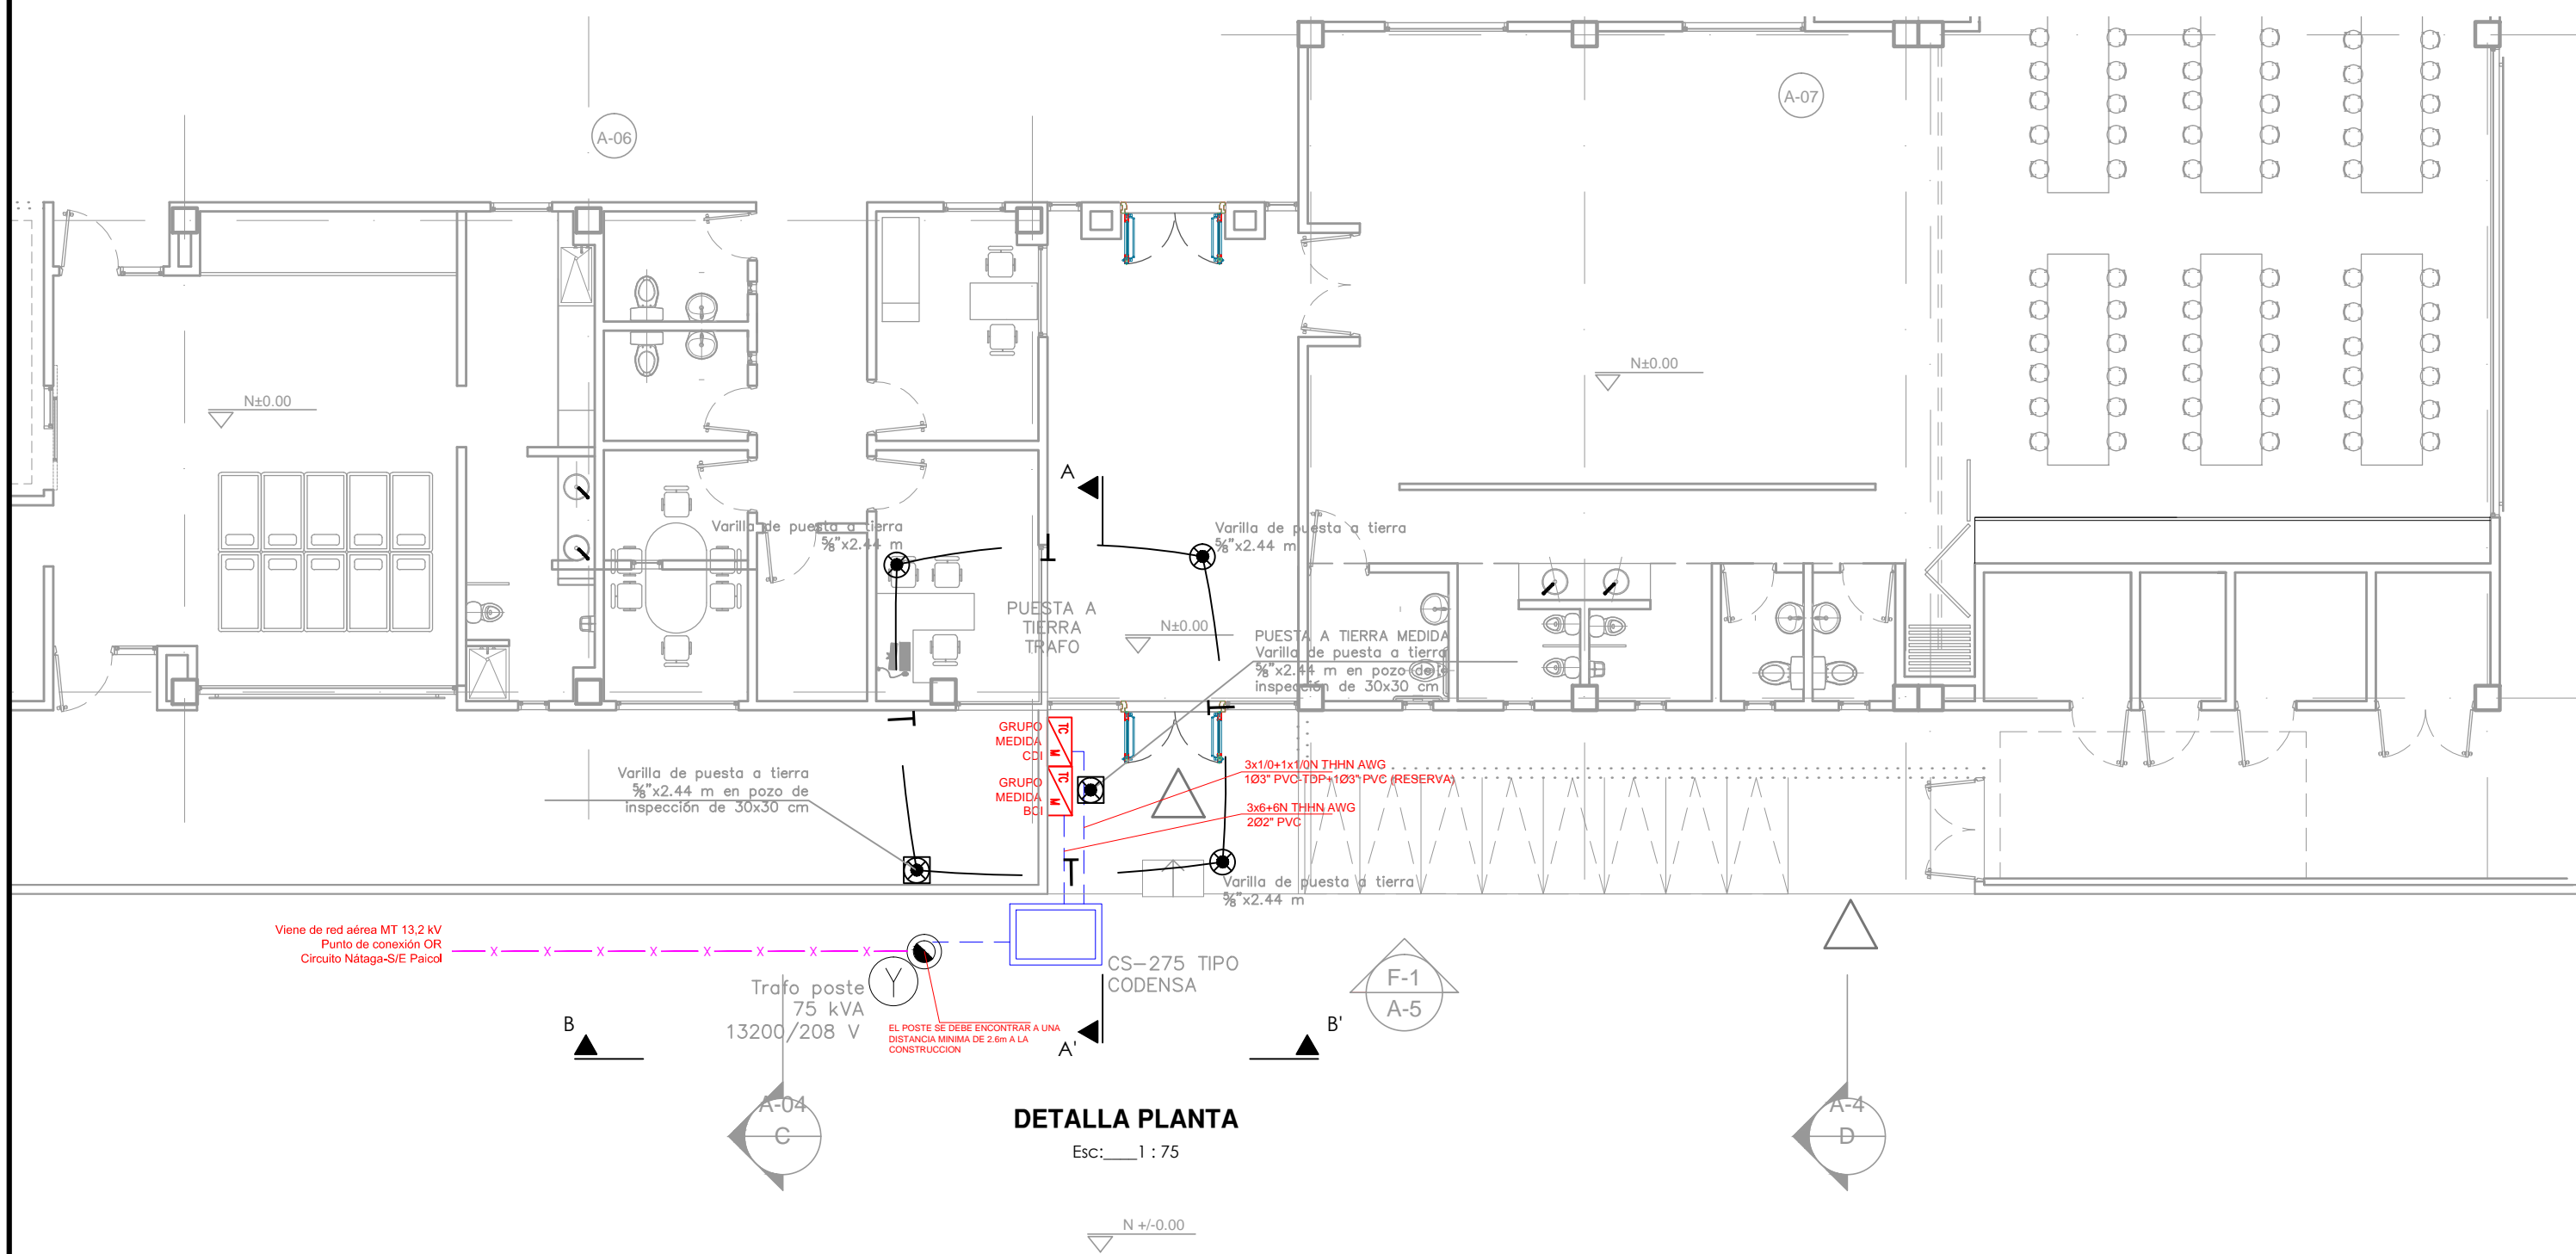 A-06
A-07
N±0.00
N±0.00
A
Varilla de puesta a tierra
⅝"x2.44 m
Varilla de puesta a tierra
⅝"x2.44 m
PUESTA A
TIERRA
TRAFO
N±0.00
PUESTA A TIERRA MEDIDA
Varilla de puesta a tierra
⅝"x2.44 m en pozo de
inspección de 30x30 cm
GRUPO
MEDIDA
CDI
TC
M
GRUPO
MEDIDA
BCI
TC
M
Varilla de puesta a tierra
⅝"x2.44 m en pozo de
inspección de 30x30 cm
3x1/0+1x1/0N THHN AWG
1Ø3" PVC-TDP+1Ø3" PVC (RESERVA)
3x6+6N THHN AWG
2Ø2" PVC
T
T
T
T
Varilla de puesta a tierra
⅝"x2.44 m
Viene de red aérea MT 13,2 kV
Punto de conexión OR
Circuito Nátaga-S/E Paicol
X X X X X X X X
Y
Trafo poste
75 kVA
13200/208 V
CS-275 TIPO
CODENSA
F-1
A-5
EL POSTE SE DEBE ENCONTRAR A UNA
DISTANCIA MINIMA DE 2.6m A LA
CONSTRUCCION
B
A'
B'
A-04
C
A-4
D
DETALLA PLANTA
Esc:____1 : 75
N +/-0.00